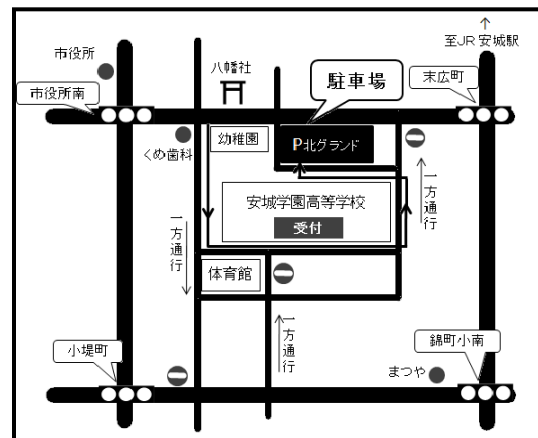 ↑
至JR 安城駅
市役所
八幡社
駐車場
末広町
市役所南
くめ歯科
幼稚園
P北グランド
安城学園高等学校
受付
一方通行
一方通行
体育館
一方通行
小堤町
まつや
錦町小南